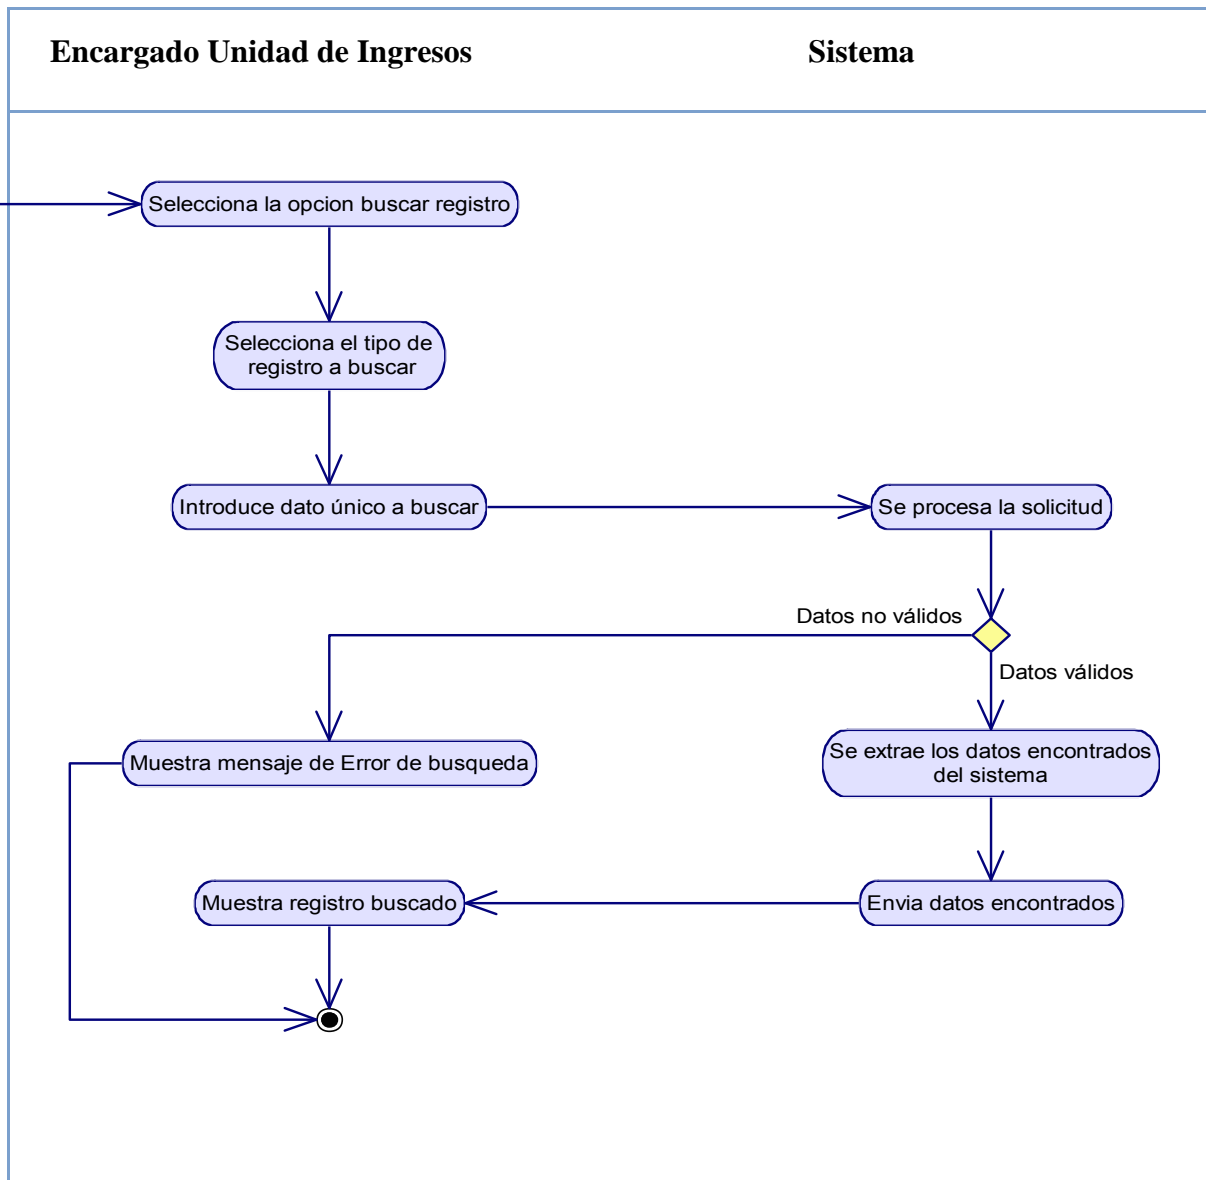 Encargado Unidad de Ingresos
Sistema
Selecciona la opcion buscar registro
Selecciona el tipo de
registro a buscar
Introduce dato único a buscar
Se procesa la solicitud
Datos no válidos
Datos válidos
Muestra mensaje de Error de busqueda
Se extrae los datos encontrados
del sistema
Muestra registro buscado
Envia datos encontrados